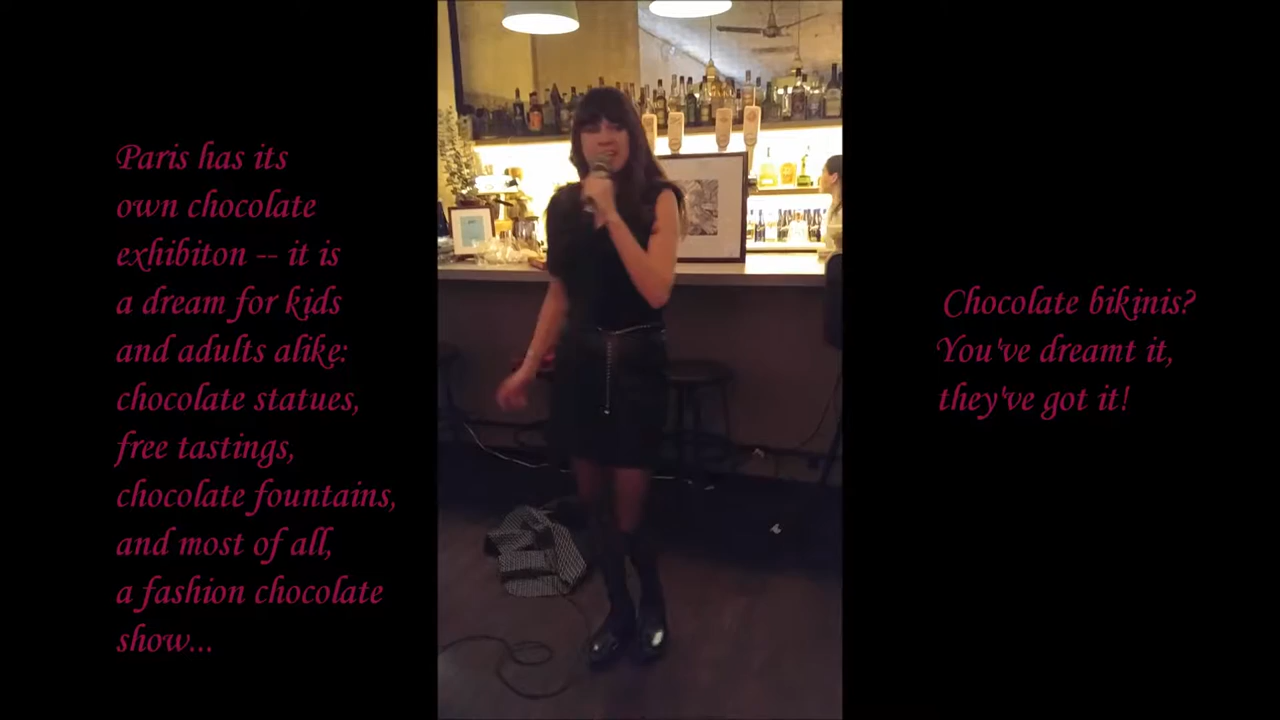 Paris has its
own chocolate
exhibiton -- it is
a dream for kids
and adults alike:
chocolate statues,
free tastings,
chocolate fountains,
and most of all,
a fashion chocolate
show...
Chocolate bikinis?
You've dreamt it,
they've got it!